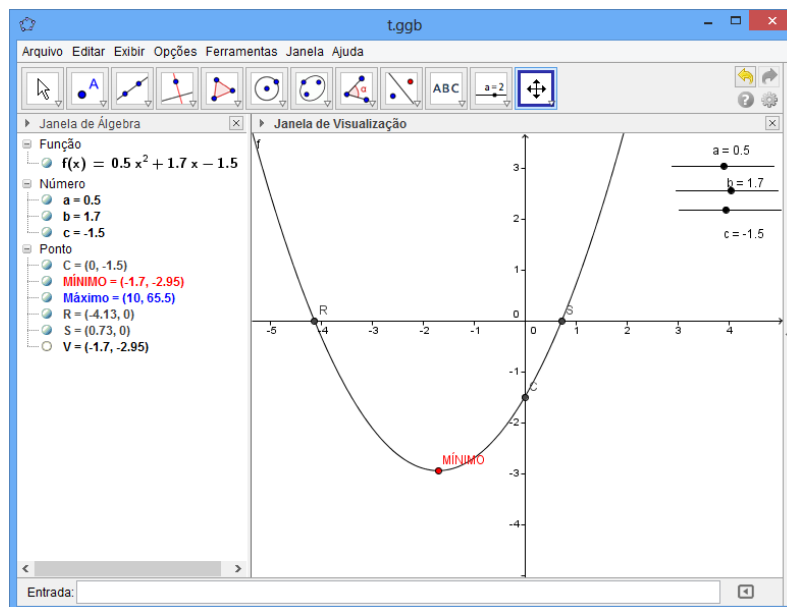 t.ggb
Arquivo Editar Exibir Opções Ferramentas Janela Ajuda
A
α
ABC
a=2
Janela de Álgebra
Janela de Visualização
Função
f(x) = 0.5 x² + 1.7 x − 1.5
Número
a = 0.5
b = 1.7
c = -1.5
Ponto
C = (0, -1.5)
MÍNIMO = (-1.7, -2.95)
Máximo = (10, 65.5)
R = (-4.13, 0)
S = (0.73, 0)
V = (-1.7, -2.95)
f
a = 0.5
b = 1.7
c = -1.5
3
2
1
0
-1
-2
-3
-4
-5 -4 -3 -2 -1 0 1 2 3 4
R
S
C
MÍNIMO
Entrada: